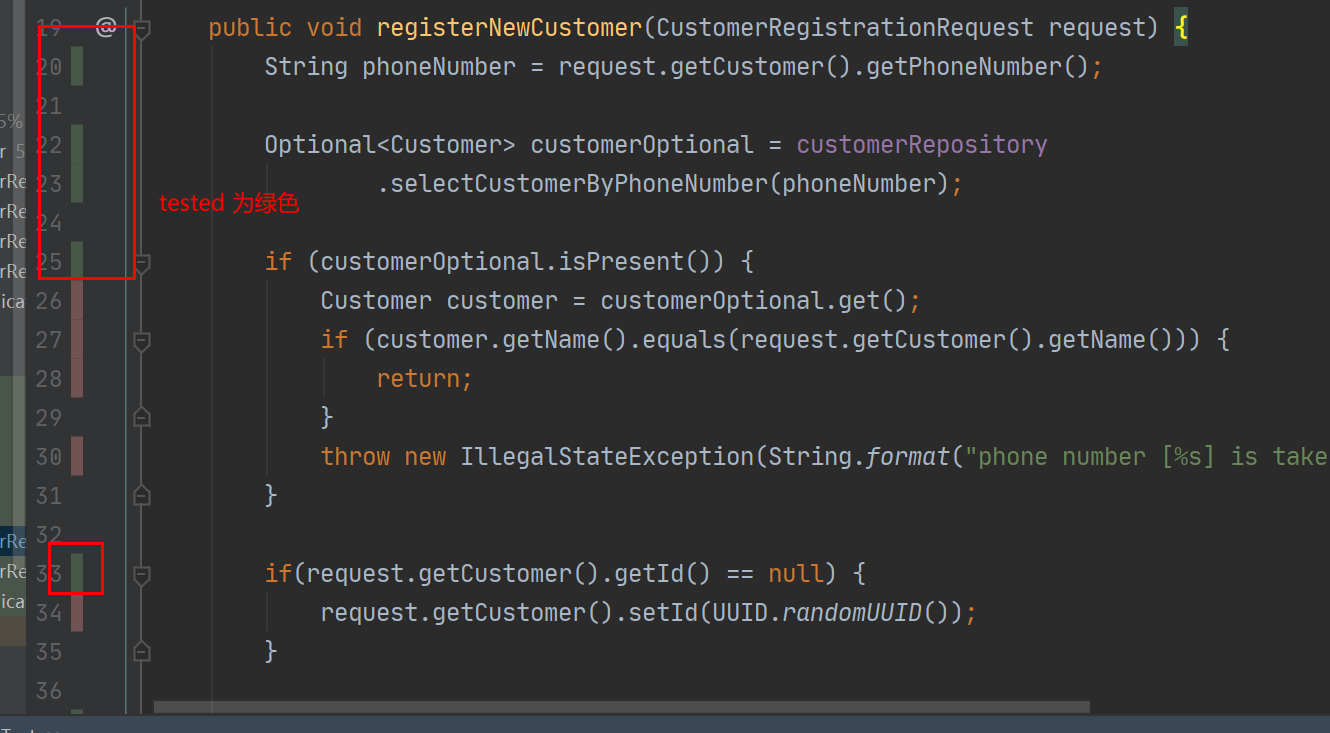 19 @ public void registerNewCustomer(CustomerRegistrationRequest request) {
20 String phoneNumber = request.getCustomer().getPhoneNumber();
21
22 Optional<Customer> customerOptional = customerRepository
23 .selectCustomerByPhoneNumber(phoneNumber);
tested 为绿色
24
25 if (customerOptional.isPresent()) {
26 Customer customer = customerOptional.get();
27 if (customer.getName().equals(request.getCustomer().getName())) {
28 return;
29 }
30 throw new IllegalStateException(String.format("phone number [%s] is take
31 }
32
33 if(request.getCustomer().getId() == null) {
34 request.getCustomer().setId(UUID.randomUUID());
35 }
36
5%
r 5
rRe
rRe
rRe
rRe
ica
rRe
rRe
ica